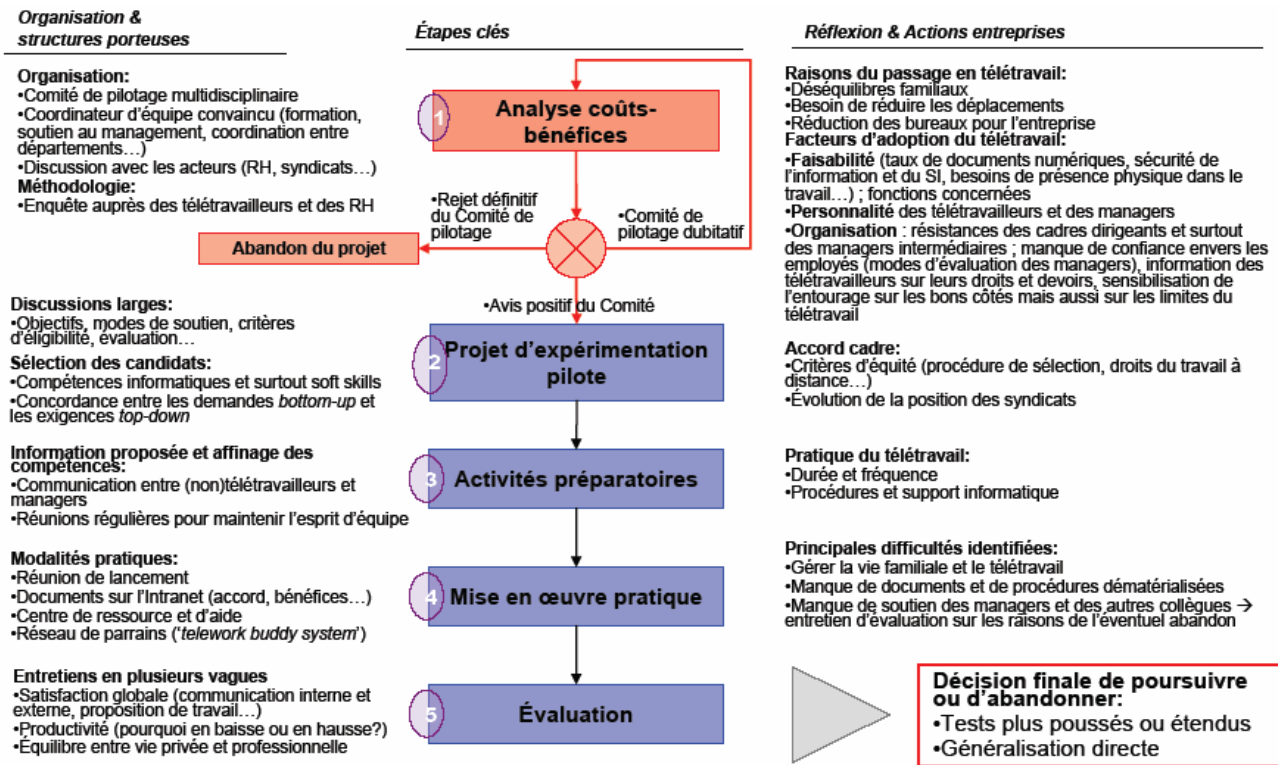 Organisation &
structures porteuses
Étapes clés
Réflexion & Actions entreprises
Organisation:
•Comité de pilotage multidisciplinaire
•Coordinateur d'équipe convaincu (formation,
soutien au management, coordination entre
départements…)
•Discussion avec les acteurs (RH, syndicats…)
Méthodologie:
•Enquête auprès des télétravailleurs et des RH
1
Analyse coûts-
bénéfices
•Rejet définitif
du Comité de
pilotage
•Comité de
pilotage dubitatif
Abandon du projet
•Avis positif du Comité
Raisons du passage en télétravail:
•Déséquilibres familiaux
•Besoin de réduire les déplacements
•Réduction des bureaux pour l'entreprise
Facteurs d'adoption du télétravail:
•Faisabilité (taux de documents numériques, sécurité de
l'information et du SI, besoins de présence physique dans le
travail…) ; fonctions concernées
•Personnalité des télétravailleurs et des managers
•Organisation : résistances des cadres dirigeants et surtout
des managers intermédiaires ; manque de confiance envers les
employés (modes d'évaluation des managers), information des
télétravailleurs sur leurs droits et devoirs, sensibilisation de
l'entourage sur les bons côtés mais aussi sur les limites du
télétravail
Discussions larges:
•Objectifs, modes de soutien, critères
d'éligibilité, évaluation…
Sélection des candidats:
•Compétences informatiques et surtout soft skills
•Concordance entre les demandes bottom-up et
les exigences top-down
2
Projet d'expérimentation
pilote
Accord cadre:
•Critères d'équité (procédure de sélection, droits du travail à
distance…)
•Évolution de la position des syndicats
Information proposée et affinage des
compétences:
•Communication entre (non)télétravailleurs et
managers
•Réunions régulières pour maintenir l'esprit d'équipe
3
Activités préparatoires
Pratique du télétravail:
•Durée et fréquence
•Procédures et support informatique
Modalités pratiques:
•Réunion de lancement
•Documents sur l'Intranet (accord, bénéfices…)
•Centre de ressource et d'aide
•Réseau de parrains ('telework buddy system')
4
Mise en œuvre pratique
Principales difficultés identifiées:
•Gérer la vie familiale et le télétravail
•Manque de documents et de procédures dématérialisées
•Manque de soutien des managers et des autres collègues →
entretien d'évaluation sur les raisons de l'éventuel abandon
Entretiens en plusieurs vagues
•Satisfaction globale (communication interne et
externe, proposition de travail…)
•Productivité (pourquoi en baisse ou en hausse?)
•Équilibre entre vie privée et professionnelle
5
Évaluation
Décision finale de poursuivre
ou d'abandonner:
•Tests plus poussés ou étendus
•Généralisation directe